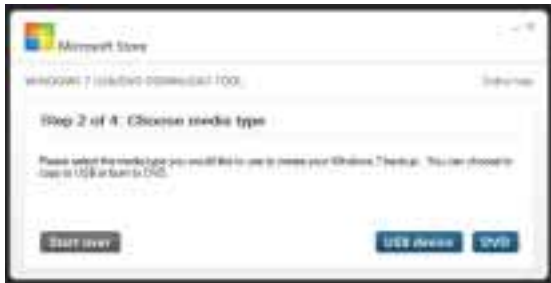 Microsoft Store
WINDOWS 7 USB/DVD DOWNLOAD TOOL
Online help
Step 2 of 4: Choose media type
Please select the media type you would like to use to create your Windows 7 backup. You can choose to
copy to USB or burn to DVD.
Start over
USB device
DVD